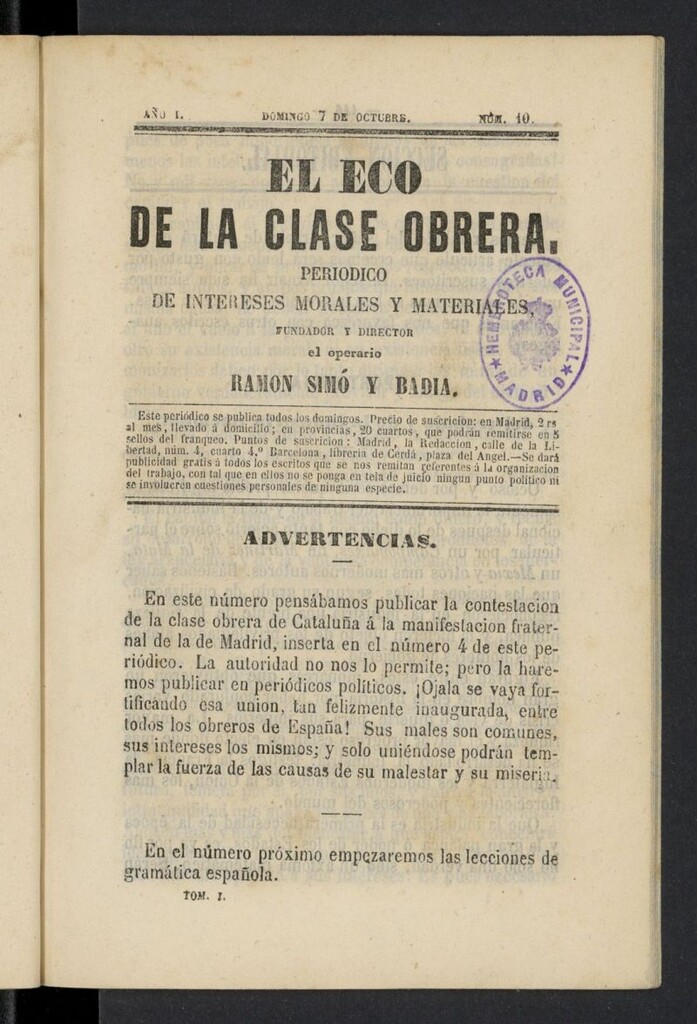 AÑO I. DOMINGO 7 DE OCTUBRE. NÚM. 10.
EL ECO
DE LA CLASE OBRERA.
PERIODICO
DE INTERESES MORALES Y MATERIALES,
FUNDADOR Y DIRECTOR
el operario
RAMON SIMÓ Y BADIA.
HEMEROTECA MUNICIPAL
★ MADRID ★
Este periódico se publica todos los domingos. Precio de suscricion: en Madrid, 2 rs
al mes, llevado á domicilio; en provincias, 20 cuartos, que podrán remitirse en 5
sellos del franqueo. Puntos de suscricion: Madrid, la Redaccion, calle de la Li-
bertad, núm. 4, cuarto 4.º Barcelona, libreria de Cerdá, plaza del Angel.—Se dará
publicidad gratis á todos los escritos que se nos remitan referentes á la organizacion
del trabajo, con tal que en ellos no se ponga en tela de juicio ningun punto político ni
se involucren cuestiones personales de ninguna especie.
ADVERTENCIAS.
En este número pensábamos publicar la contestacion
de la clase obrera de Cataluña á la manifestacion frater-
nal de la de Madrid, inserta en el número 4 de este pe-
riódico. La autoridad no nos lo permite; pero la hare-
mos publicar en periódicos políticos. ¡Ojala se vaya for-
tificando esa union, tan felizmente inaugurada, entre
todos los obreros de España! Sus males son comunes,
sus intereses los mismos; y solo uniéndose podrán tem-
plar la fuerza de las causas de su malestar y su miseria.
En el número próximo empezaremos las lecciones de
gramática española.
TOM. I.